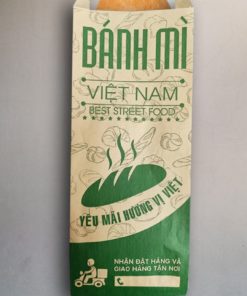 BÁNH MÌ
VIỆT NAM
BEST STREET FOOD
YÊU MÃI HƯƠNG VỊ VIỆT
NHẬN ĐẶT HÀNG VÀ
GIAO HÀNG TẬN NƠI